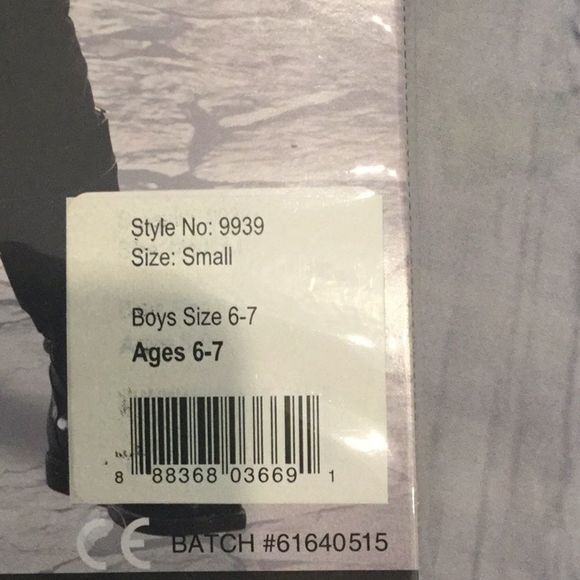 Style No: 9939
Size: Small
Boys Size 6-7
Ages 6-7
8 88368 03669 1
CE BATCH #61640515